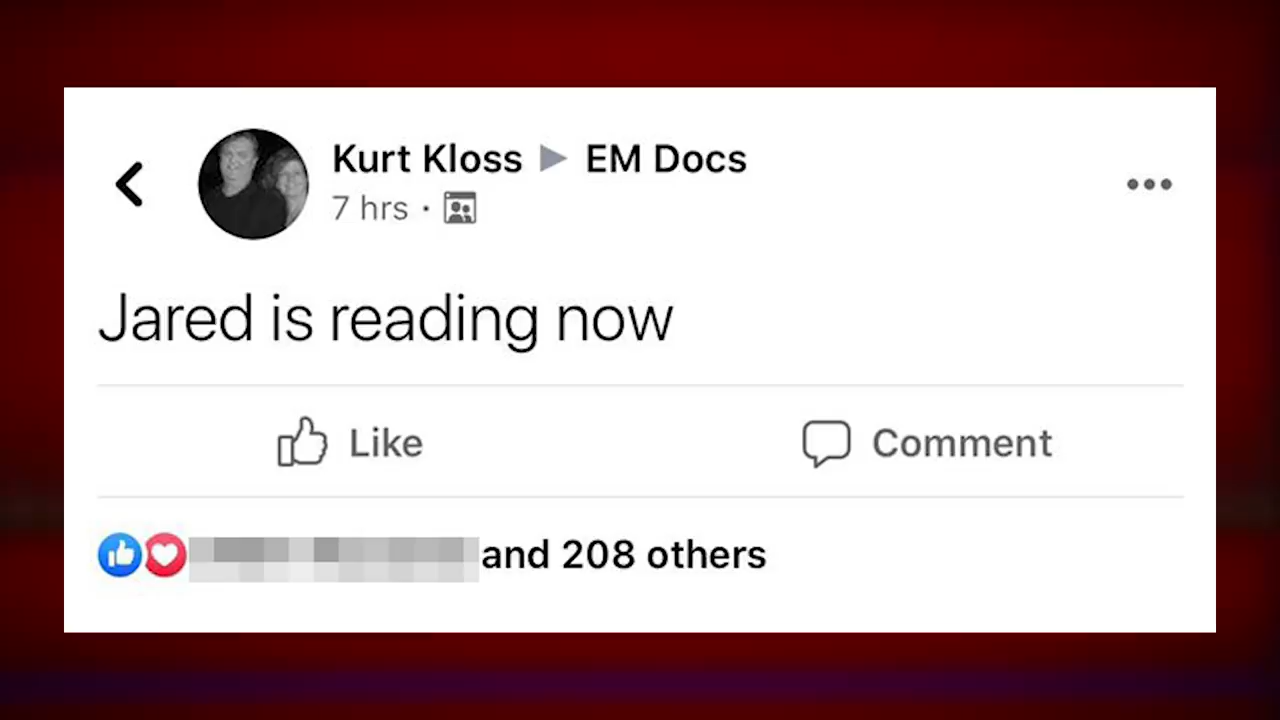 Kurt Kloss ▶ EM Docs
7 hrs ·
Jared is reading now
Like Comment
and 208 others